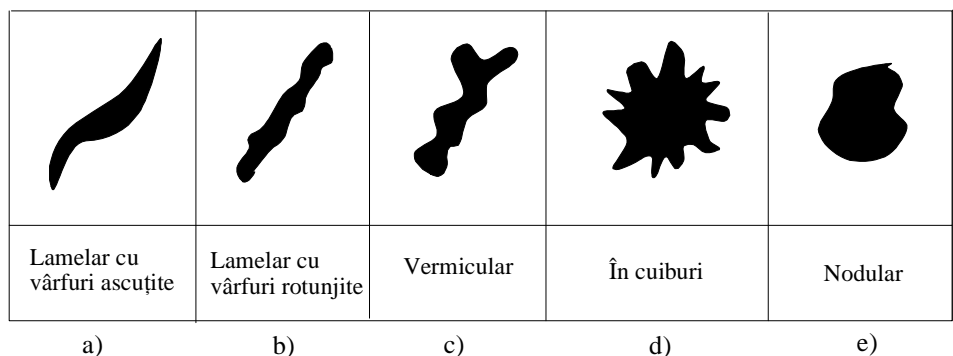 Lamelar cu
vârfuri ascuțite
Lamelar cu
vârfuri rotunjite
Vermicular
În cuiburi
Nodular
a)
b)
c)
d)
e)